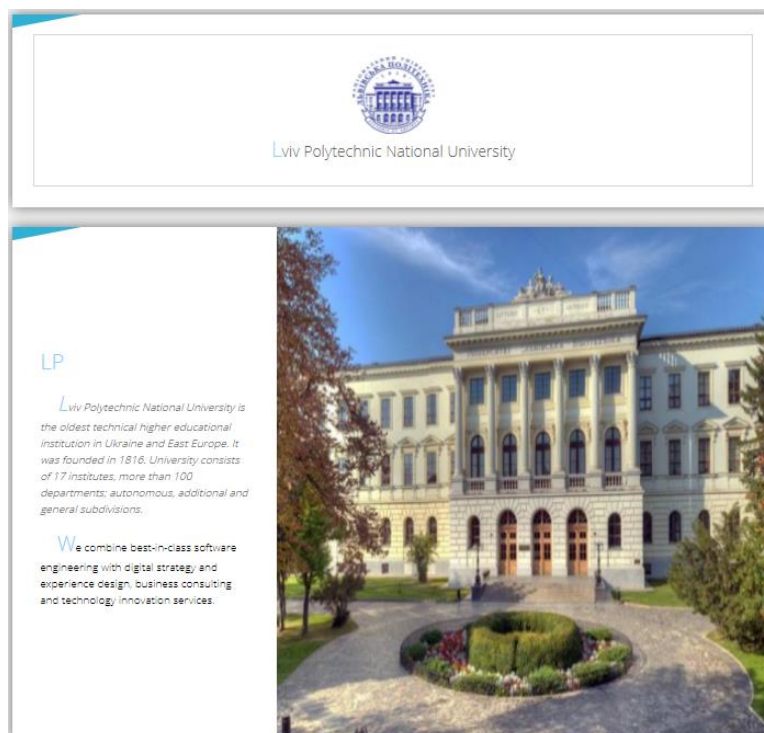 ЛЬВІВСЬКА ПОЛІТЕХНІКА
Lviv Polytechnic National University
LP
Lviv Polytechnic National University is
the oldest technical higher educational
institution in Ukraine and East Europe. It
was founded in 1816. University consists
of 17 institutes, more than 100
departments; autonomous, additional and
general subdivisions.
We combine best-in-class software
engineering with digital strategy and
experience design, business consulting
and technology innovation services.